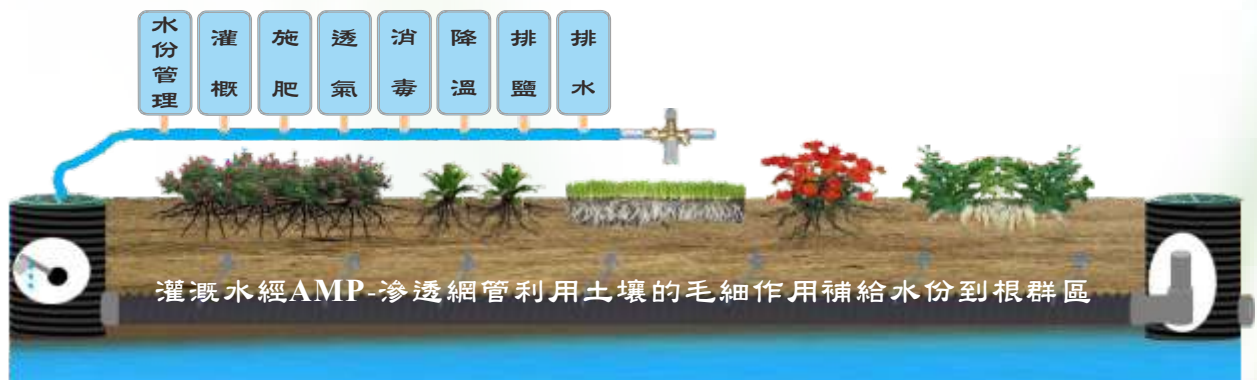 水份管理
灌概
施肥
透氣
消毒
降溫
排鹽
排水
灌溉水經AMP-滲透網管利用土壤的毛細作用補給水份到根群區